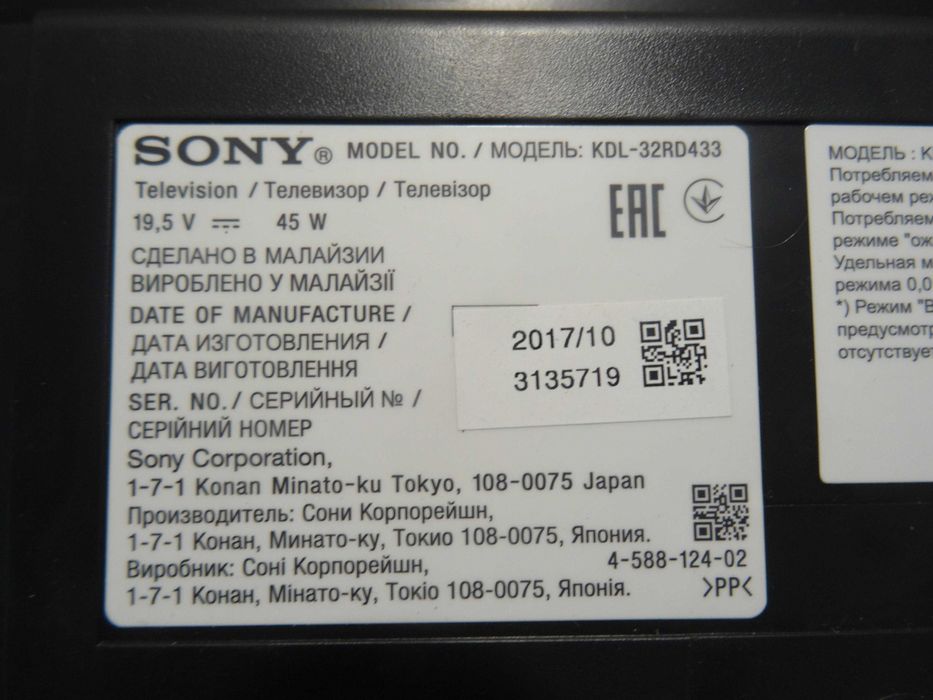 SONY® MODEL NO. / МОДЕЛЬ: KDL-32RD433
Television / Телевизор / Телевізор
19,5 V ⎓ 45 W
EAC
СДЕЛАНО В МАЛАЙЗИИ
ВИРОБЛЕНО У МАЛАЙЗІЇ
DATE OF MANUFACTURE /
ДАТА ИЗГОТОВЛЕНИЯ /
ДАТА ВИГОТОВЛЕННЯ
2017/10
3135719
SER. NO. / СЕРИЙНЫЙ № /
СЕРІЙНИЙ НОМЕР
Sony Corporation,
1-7-1 Konan Minato-ku Tokyo, 108-0075 Japan
Производитель: Сони Корпорейшн,
1-7-1 Конан, Минато-ку, Токио 108-0075, Япония.
Виробник: Соні Корпорейшн,
1-7-1 Конан, Мінато-ку, Токіо 108-0075, Японія.
4-588-124-02
>PP<
МОДЕЛЬ : K
Потребляем
рабочем реж
Потребляем
режиме "ож
Удельная м
режима 0,0
*) Режим "В
предусмотр
отсутствует